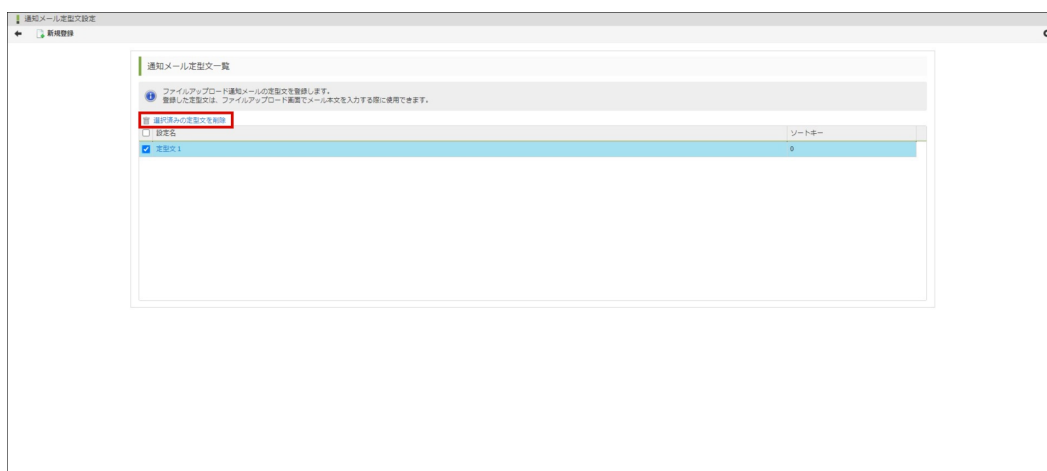 通知メール定型文設定
新規登録
通知メール定型文一覧
ファイルアップロード通知メールの定型文を登録します。
登録した定型文は、ファイルアップロード画面でメール本文を入力する際に使用できます。
選択済みの定型文を削除
設定名 ソートキー
定型文1 0